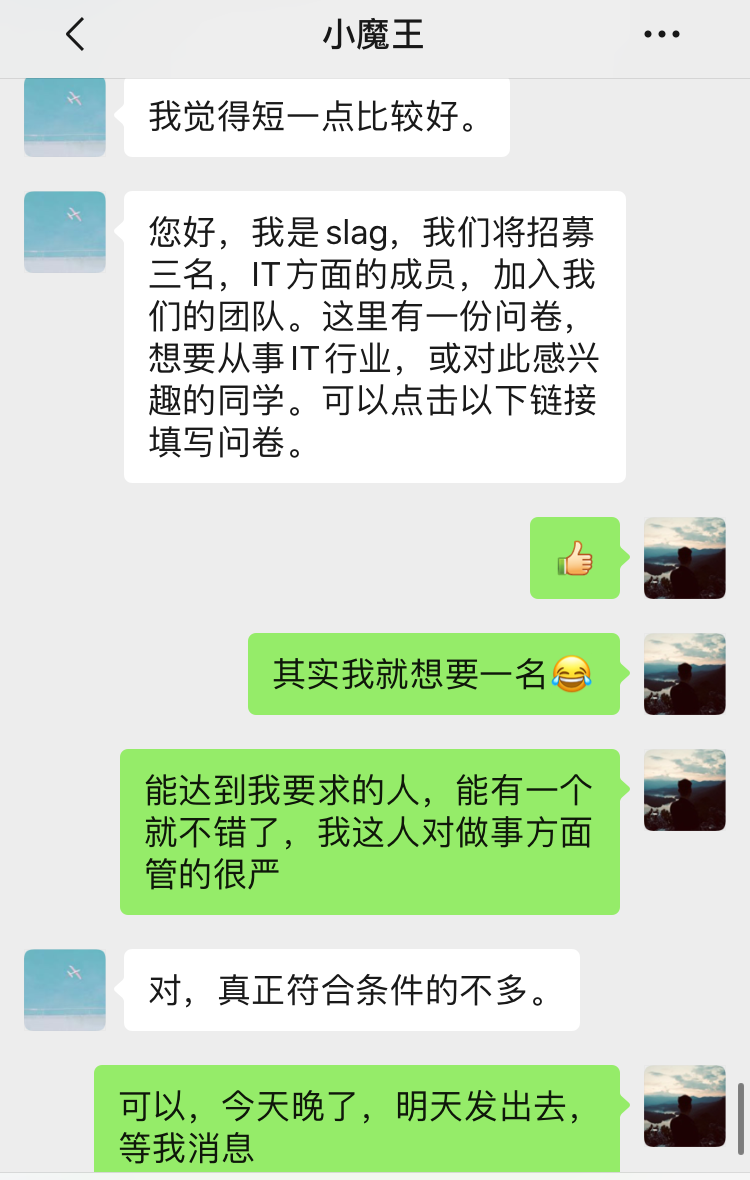 小魔王
我觉得短一点比较好。
您好，我是slag，我们将招募
三名，IT方面的成员，加入我
们的团队。这里有一份问卷，
想要从事IT行业，或对此感兴
趣的同学。可以点击以下链接
填写问卷。
👍
其实我就想要一名😂
能达到我要求的人，能有一个
就不错了，我这人对做事方面
管的很严
对，真正符合条件的不多。
可以，今天晚了，明天发出去，
等我消息